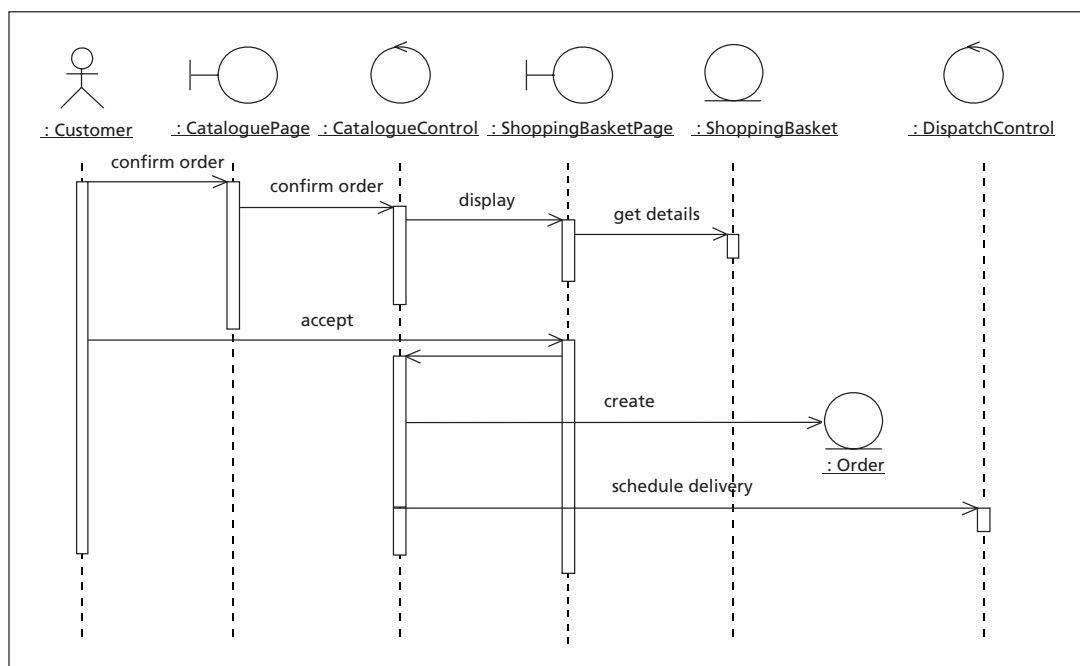 : Customer
: CataloguePage
: CatalogueControl
: ShoppingBasketPage
: ShoppingBasket
: DispatchControl
confirm order
confirm order
display
get details
accept
create
: Order
schedule delivery